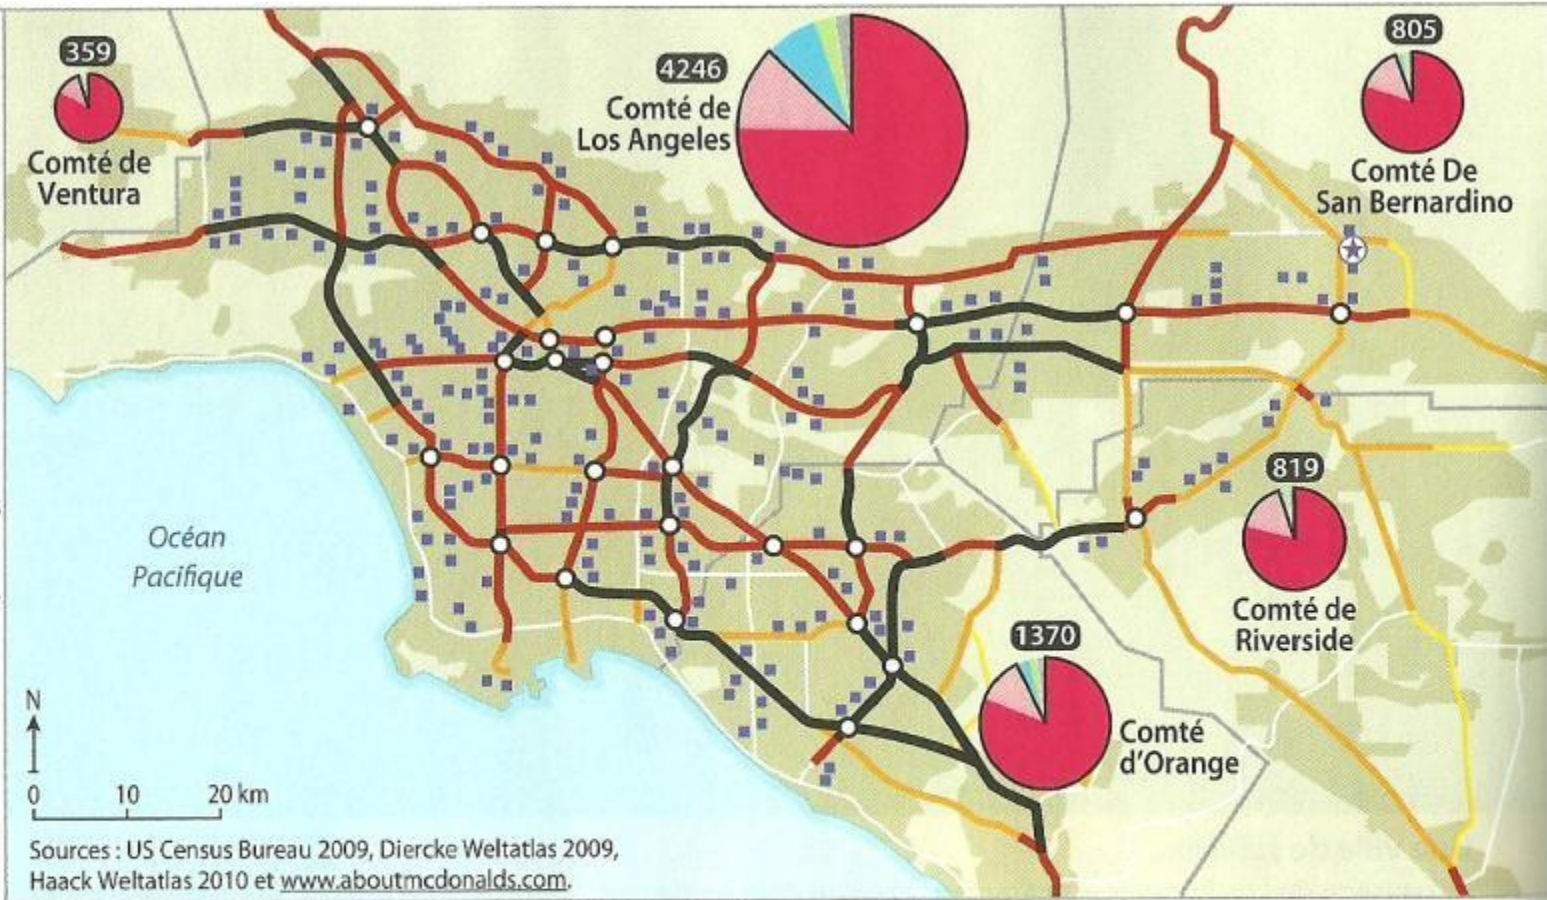 359
Comté de
Ventura
4246
Comté de
Los Angeles
805
Comté De
San Bernardino
819
Comté de
Riverside
1370
Comté
d'Orange
Océan
Pacifique
N
0 10 20 km
Sources : US Census Bureau 2009, Diercke Weltatlas 2009,
Haack Weltatlas 2010 et www.aboutmcdonalds.com.